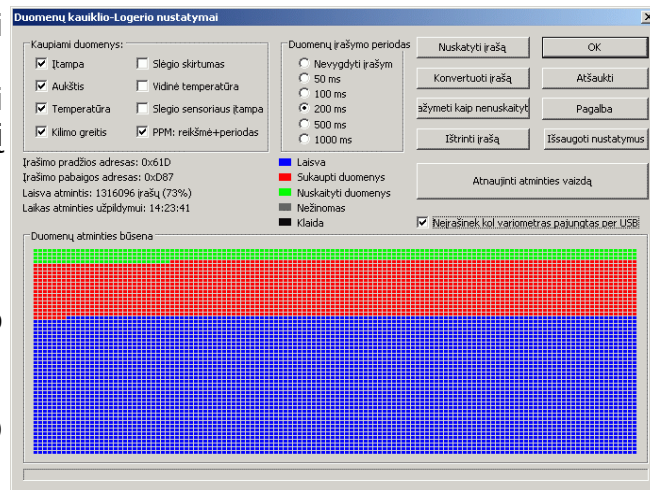 Duomenų kauiklio-Logerio nustatymai
Kaupiami duomenys:
Įtampa
Slėgio skirtumas
Aukštis
Vidinė temperatūra
Temperatūra
Slegio sensoriaus įtampa
Kilimo greitis
PPM: reikšmė+periodas
Duomenų įrašymo periodas
Nevygdyti įrašym
50 ms
100 ms
200 ms
500 ms
1000 ms
Nuskatyti įrašą
OK
Konvertuoti įrašą
Atšaukti
ažymeti kaip nenuskaityt
Pagalba
Ištrinti įrašą
Išsaugoti nustatymus
Įrašimo pradžios adresas: 0x61D
Įrašimo pabaigos adresas: 0xD87
Laisva atmintis: 1316096 įrašų (73%)
Laikas atminties užpildymui: 14:23:41
Laisva
Sukaupti duomenys
Nuskaityti duomenys
Nežinomas
Klaida
Atnaujinti atminties vaizdą
Neįrašinek kol variometras pajungtas per USB
Duomenų atminties būsena